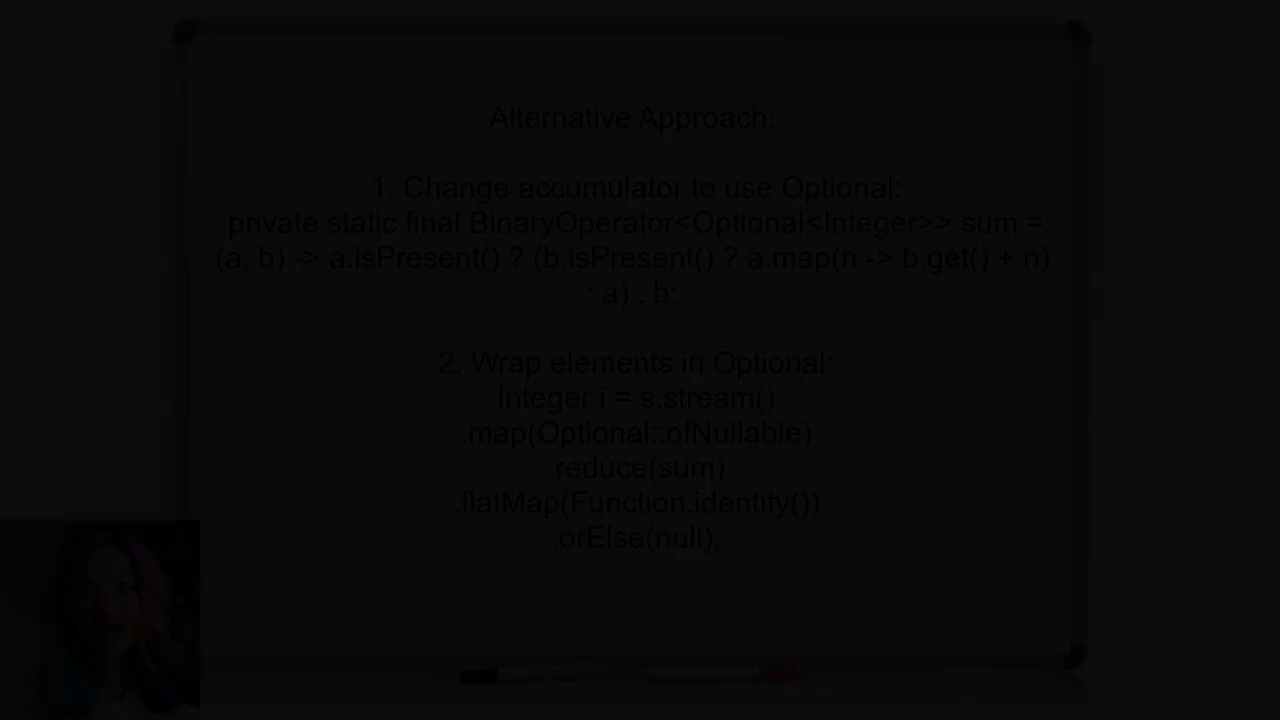 Alternative Approach:
1. Change accumulator to use Optional:
private static final BinaryOperator<Optional<Integer>> sum =
(a, b) -> a.isPresent() ? (b.isPresent() ? a.map(n -> b.get() + n)
: a) : b;
2. Wrap elements in Optional:
Integer i = s.stream()
.map(Optional::ofNullable)
.reduce(sum)
.flatMap(Function.identity())
.orElse(null);